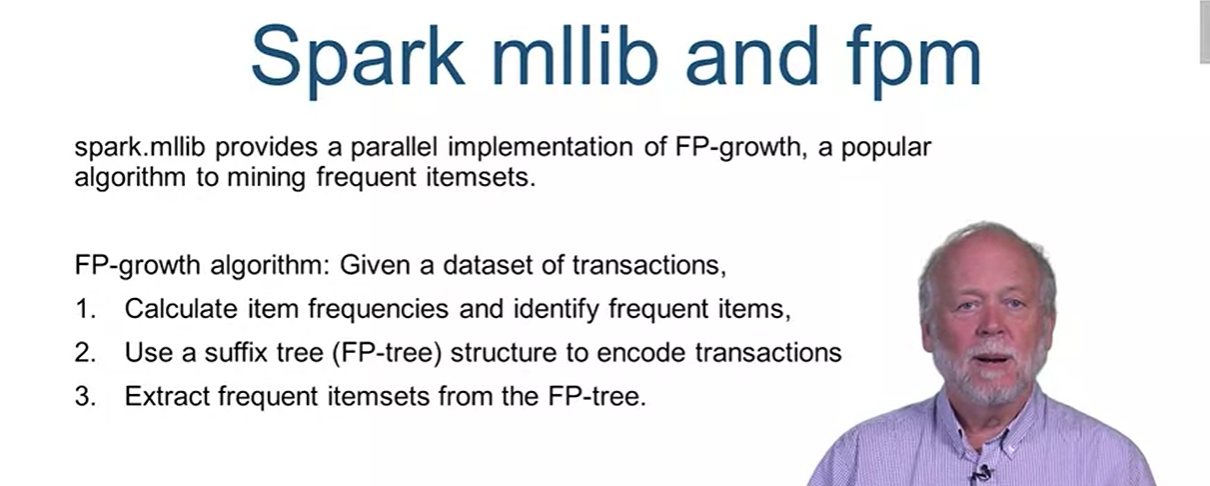 Spark mllib and fpm
spark.mllib provides a parallel implementation of FP-growth, a popular
algorithm to mining frequent itemsets.
FP-growth algorithm: Given a dataset of transactions,
1. Calculate item frequencies and identify frequent items,
2. Use a suffix tree (FP-tree) structure to encode transactions
3. Extract frequent itemsets from the FP-tree.